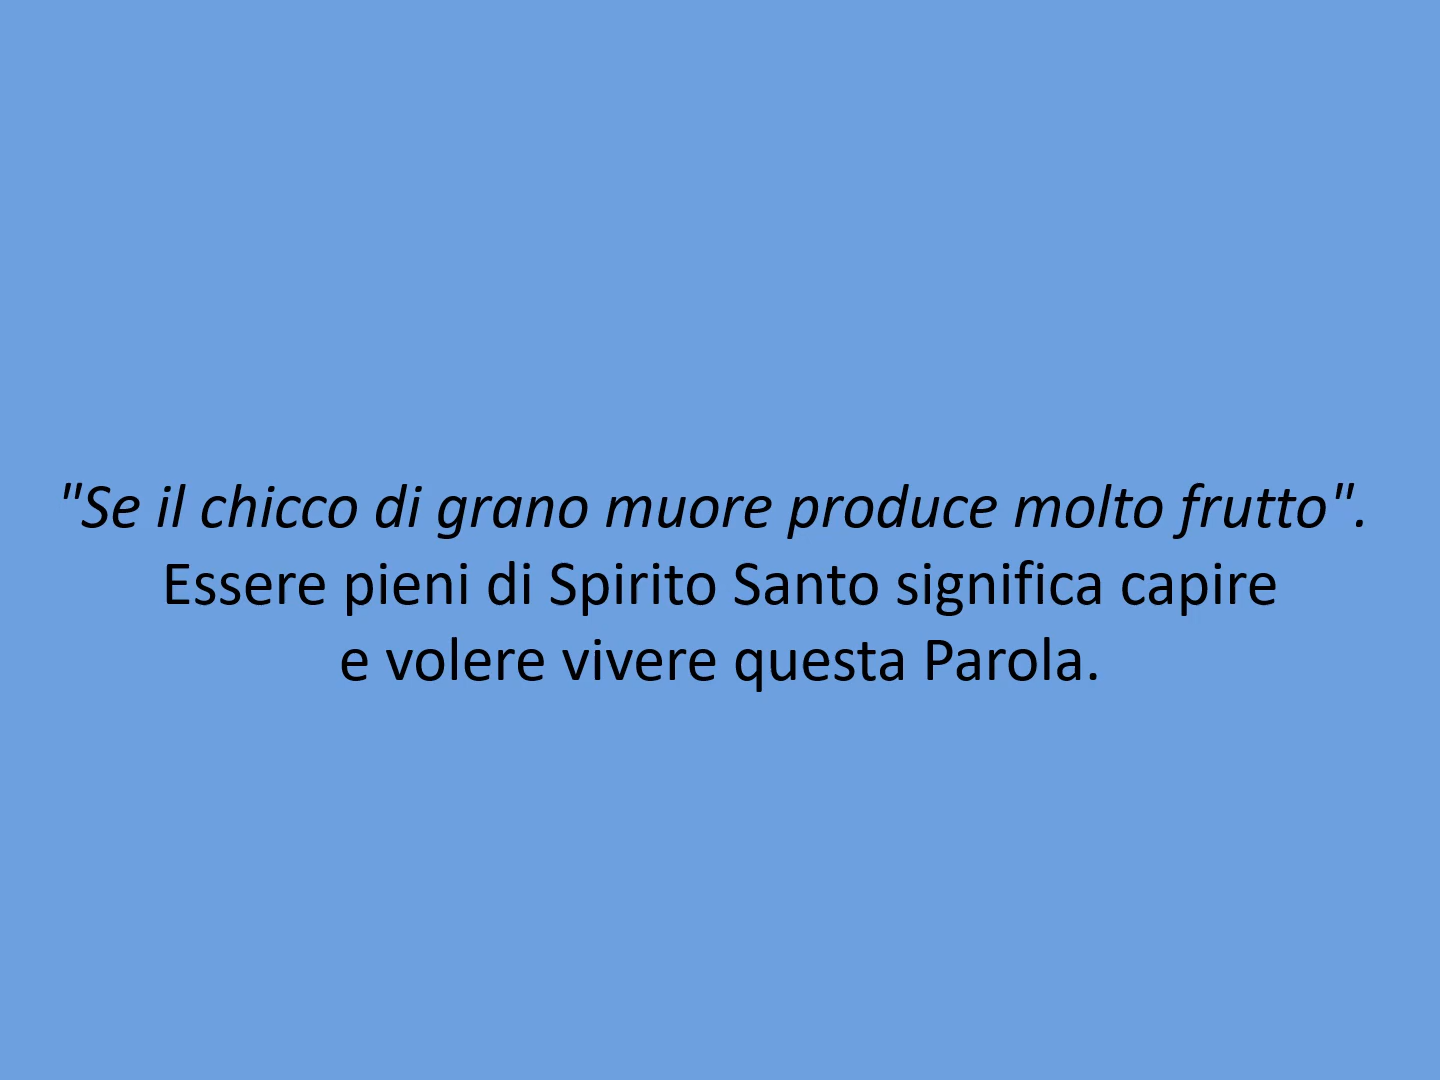 "Se il chicco di grano muore produce molto frutto".
Essere pieni di Spirito Santo significa capire
e volere vivere questa Parola.